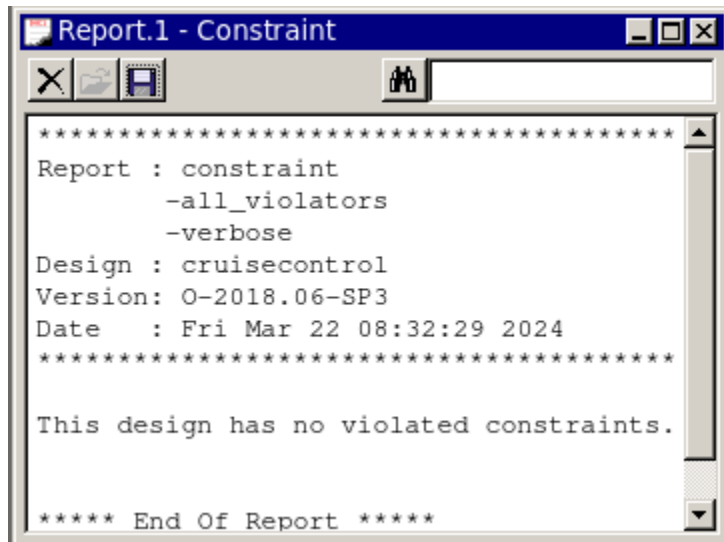 Report.1 - Constraint
****************************************
Report : constraint
        -all_violators
        -verbose
Design : cruisecontrol
Version: O-2018.06-SP3
Date   : Fri Mar 22 08:32:29 2024
****************************************
This design has no violated constraints.
***** End Of Report *****